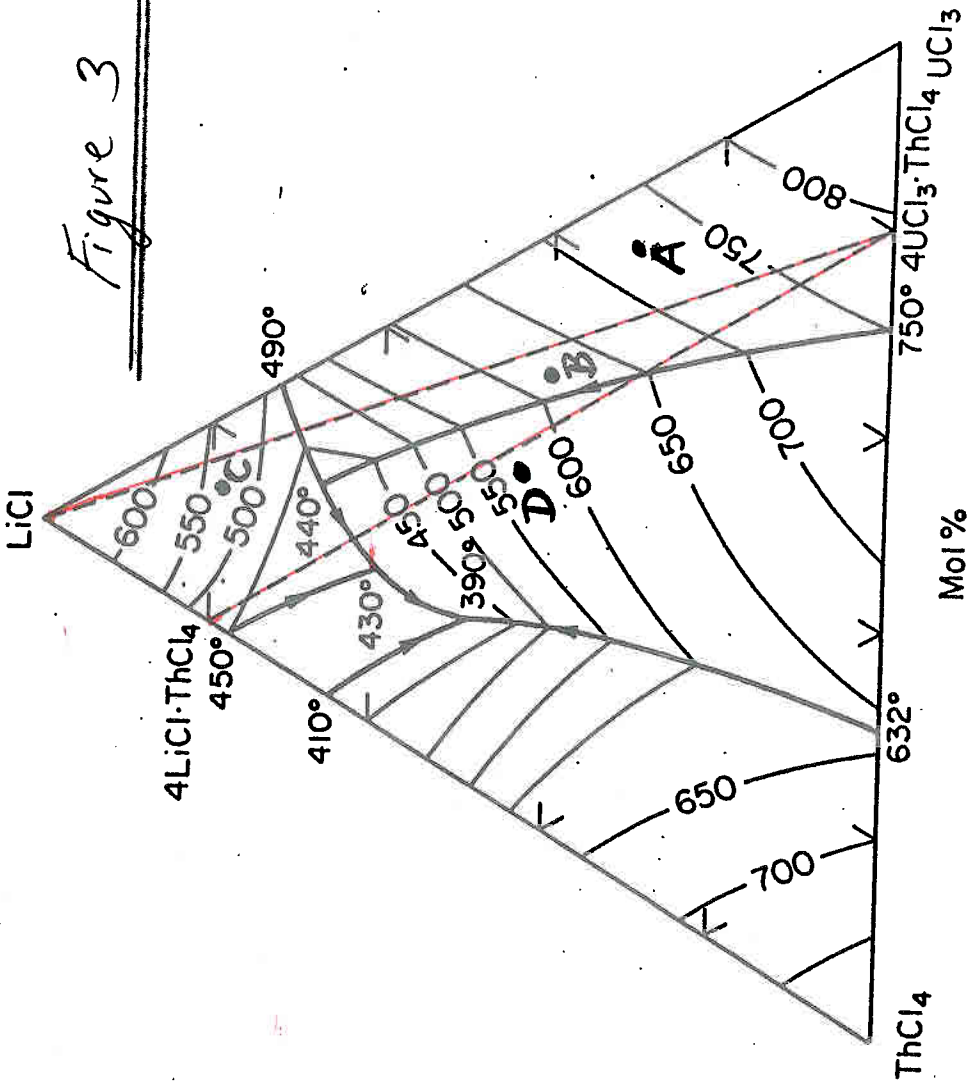 Figure 3
LiCl
600
550
C
500
490°
4LiCl·ThCl₄
450°
440°
430°
410°
450
500
390°
550
D
600
B
A
650
700
750
800
650
700
ThCl₄
632°
750°
4UCl₃·ThCl₄
UCl₃
Mol %